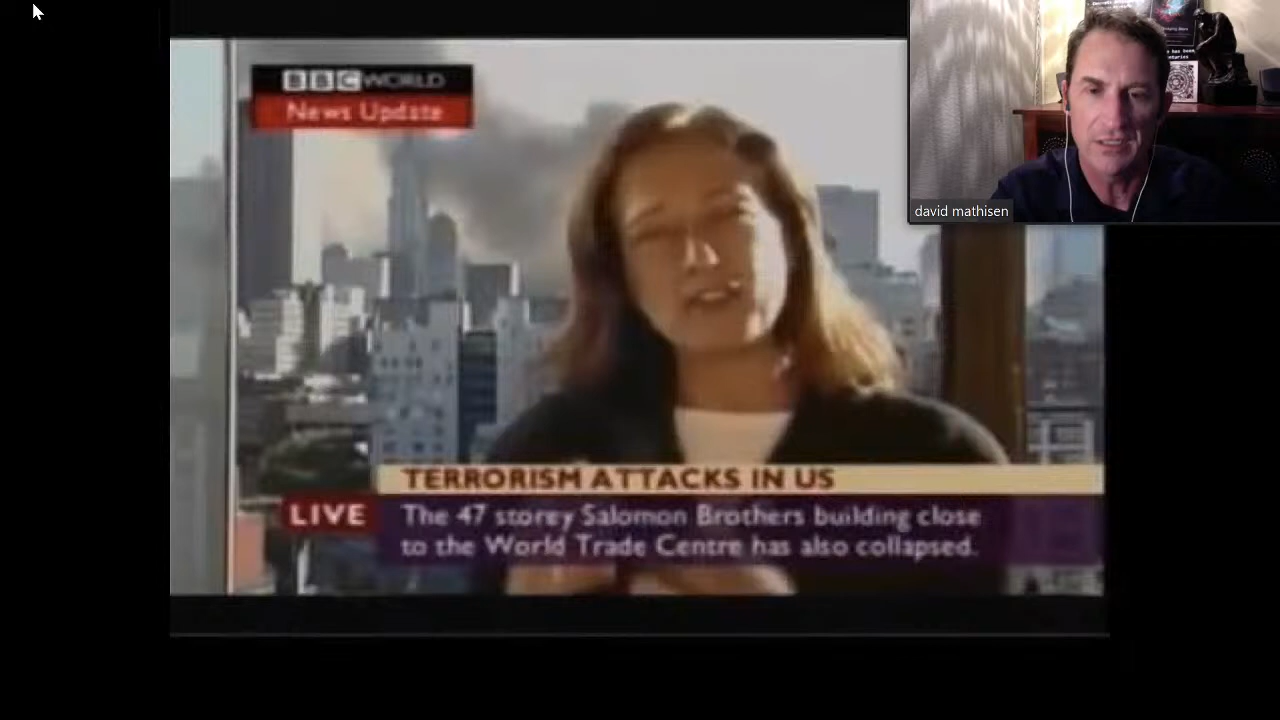 BBC WORLD
News Update
david mathisen
TERRORISM ATTACKS IN US
LIVE
The 47 storey Salomon Brothers building close
to the World Trade Centre has also collapsed.